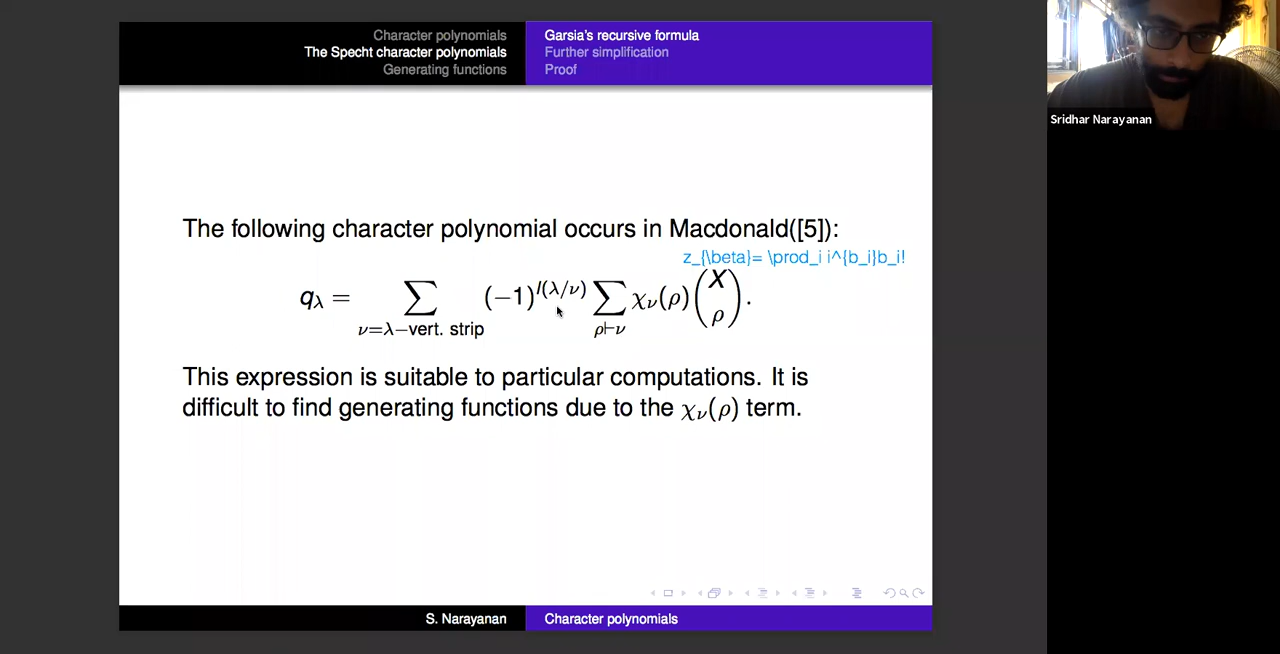 Character polynomials
The Specht character polynomials
Generating functions
Garsia's recursive formula
Further simplification
Proof
Sridhar Narayanan
The following character polynomial occurs in Macdonald([5]):
z_{\beta}= \prod_i i^{b_i}b_i!
q_λ = ∑_{ν=λ−vert. strip} (−1)^{l(λ/ν)} ∑_{ρ⊢ν} χ_ν(ρ) (X ρ).
This expression is suitable to particular computations. It is
difficult to find generating functions due to the χ_ν(ρ) term.
S. Narayanan
Character polynomials